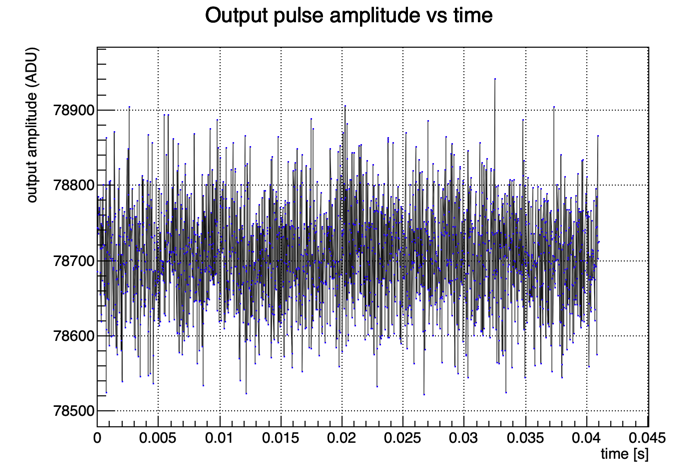 Output pulse amplitude vs time
output amplitude (ADU)
78900
78800
78700
78600
78500
0 0.005 0.01 0.015 0.02 0.025 0.03 0.035 0.04 0.045
time [s]